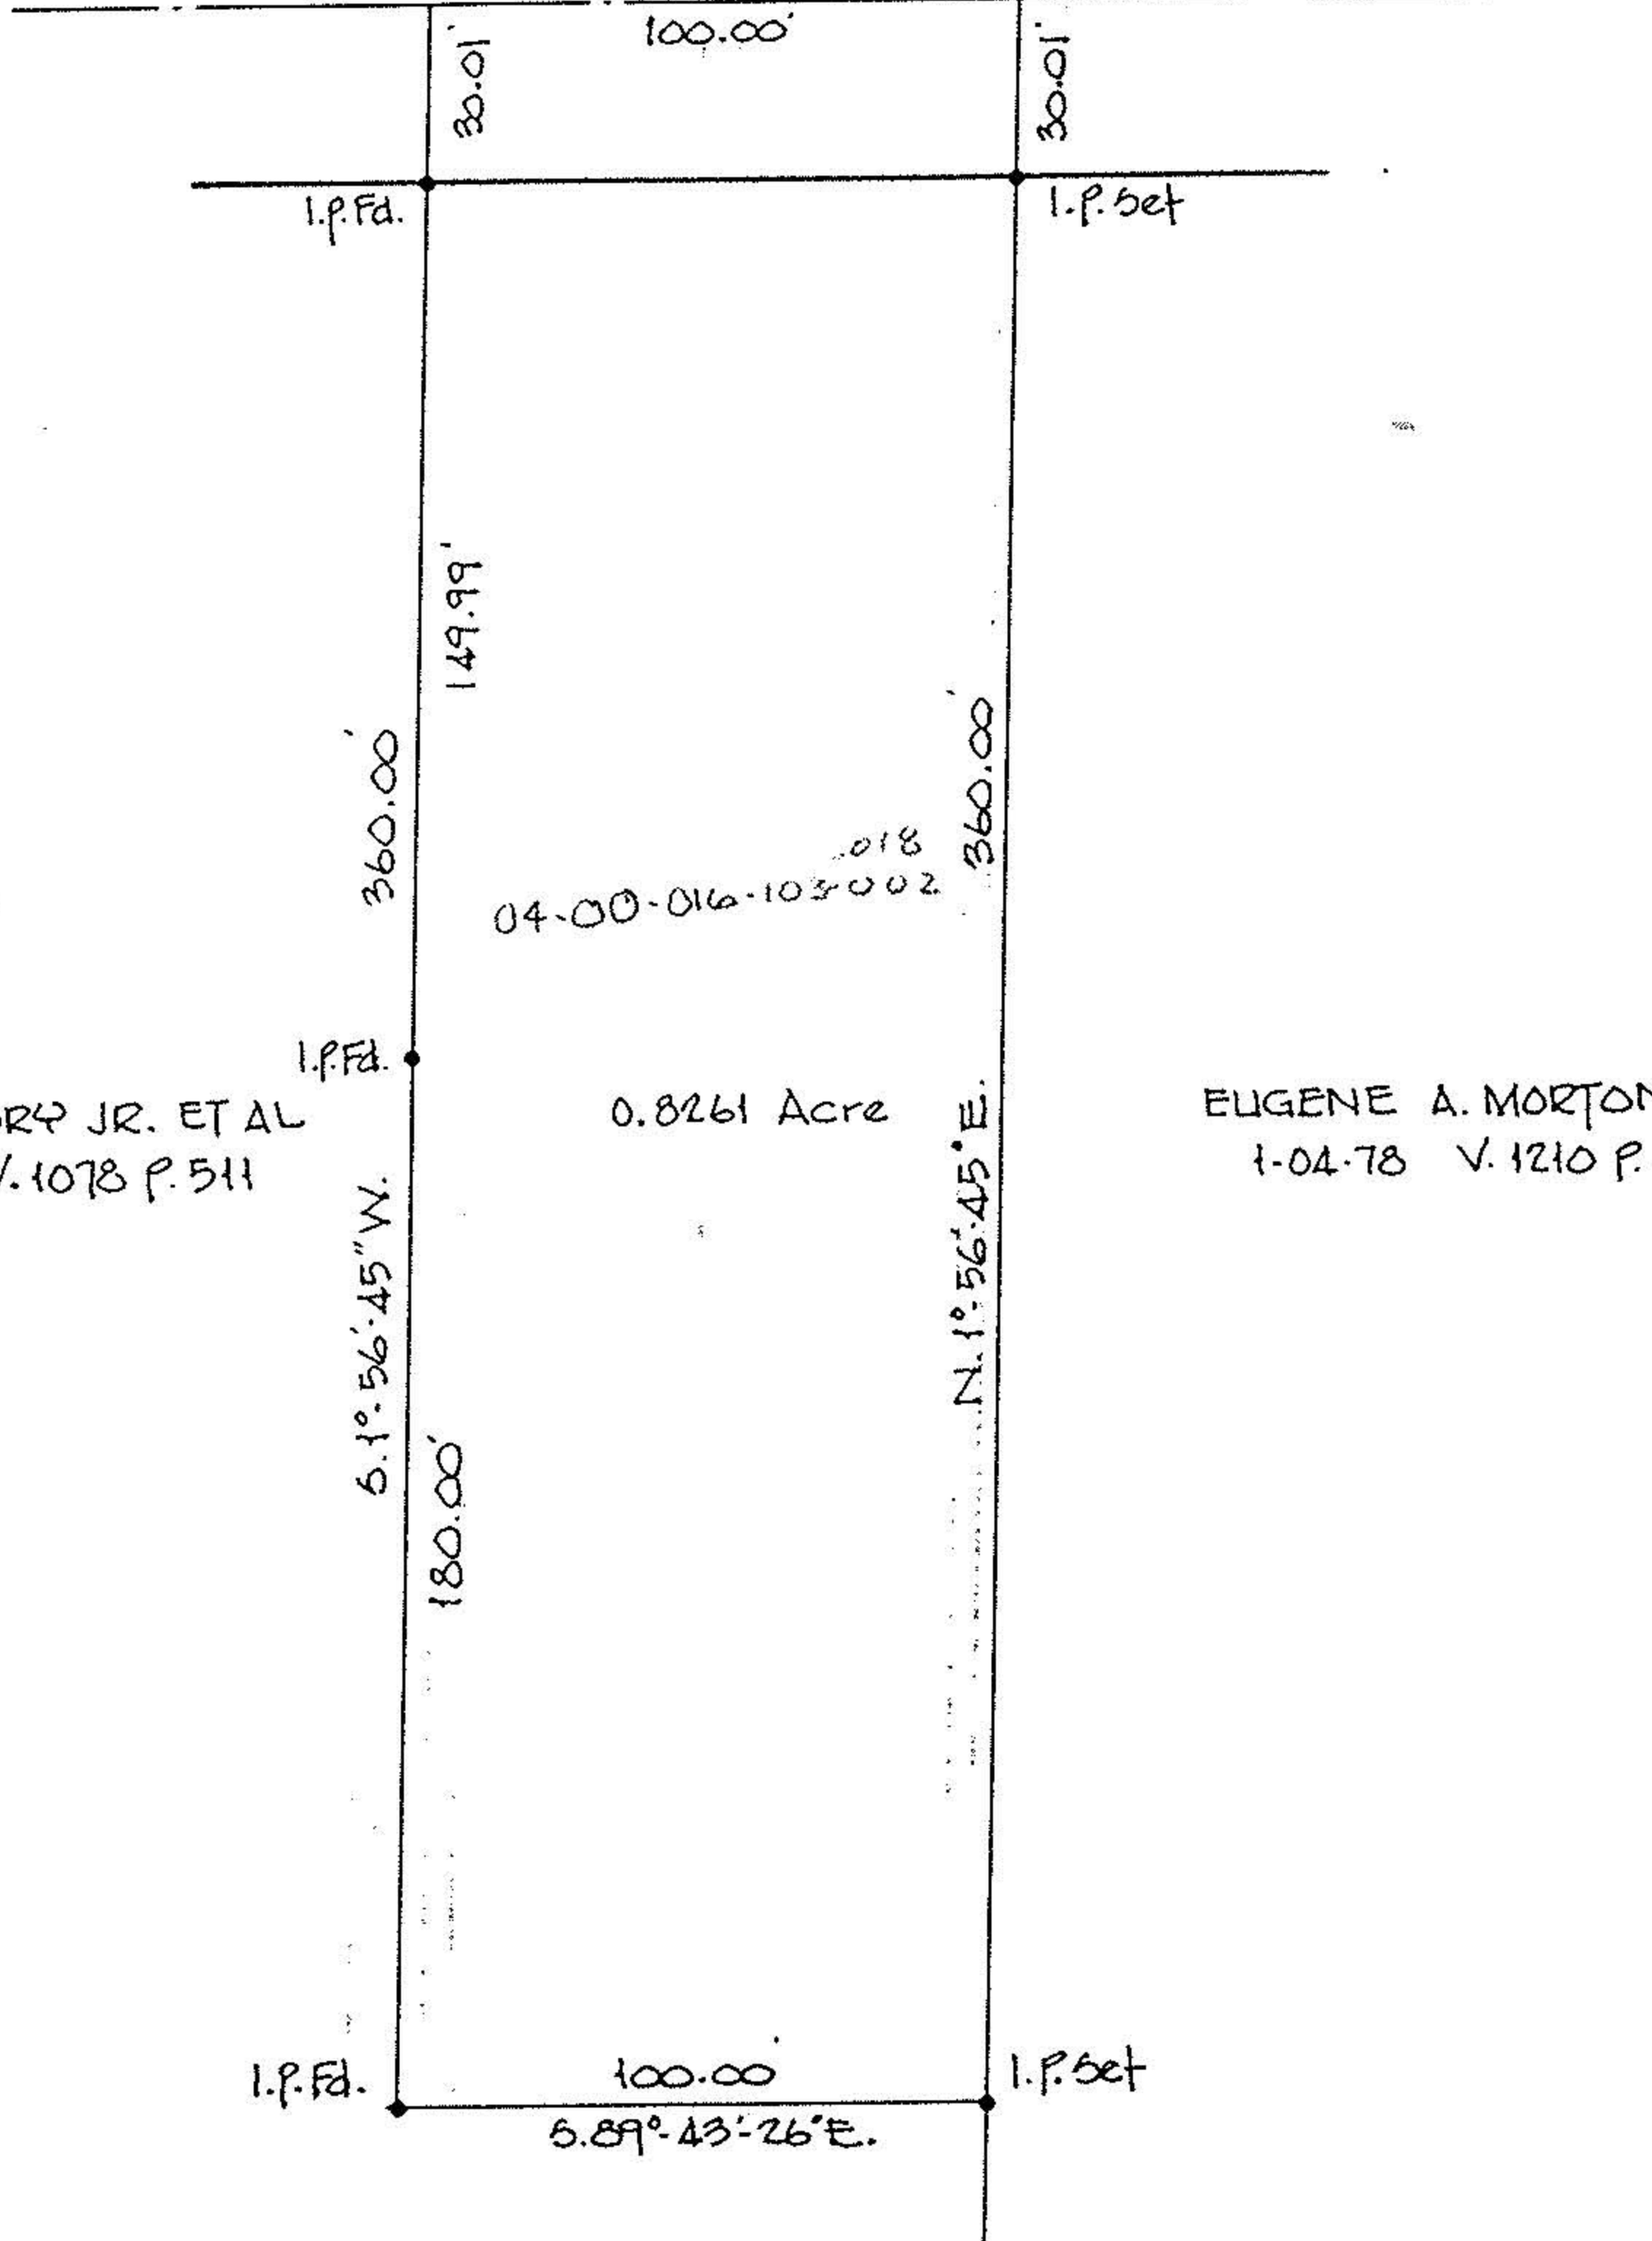 100.00'
30.01'
30.01'
I.P. Fd.
I.P. Set
149.99'
360.00'
360.00'
.018
04-00-016-103-002
I.P. Fd.
RY JR. ET AL
V. 1078 P. 511
0.8261 Acre
EUGENE A. MORTON
1-04-78 V. 1210 P.
S. 1°-56'-45" W.
N. 1°-56'-45" E.
180.00'
I.P. Fd.
100.00'
I.P. Set
S. 89°-43'-26" E.